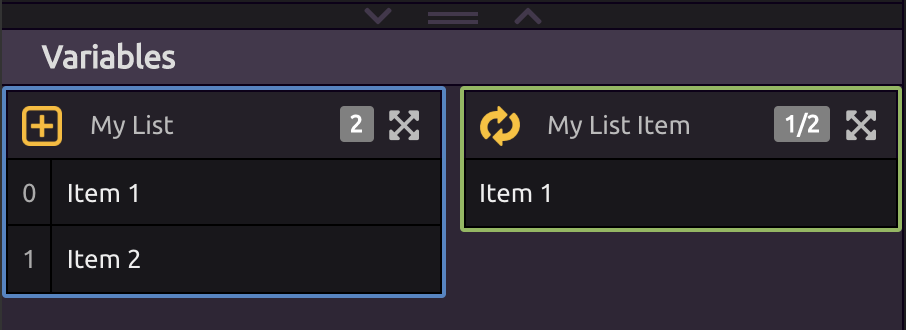 Variables
My List 2
0 Item 1
1 Item 2
My List Item 1/2
Item 1